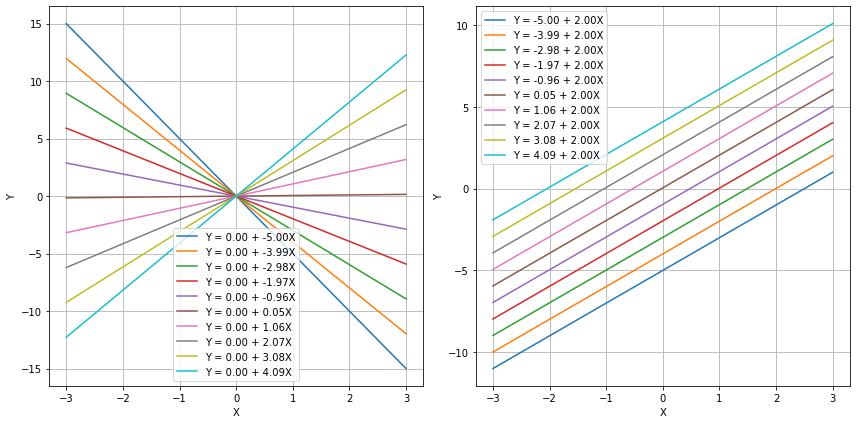 15
10
5
0
−5
−10
−15
Y
Y = 0.00 + -5.00X
Y = 0.00 + -3.99X
Y = 0.00 + -2.98X
Y = 0.00 + -1.97X
Y = 0.00 + -0.96X
Y = 0.00 + 0.05X
Y = 0.00 + 1.06X
Y = 0.00 + 2.07X
Y = 0.00 + 3.08X
Y = 0.00 + 4.09X
−3 −2 −1 0 1 2 3
X
10
5
0
−5
−10
Y
Y = -5.00 + 2.00X
Y = -3.99 + 2.00X
Y = -2.98 + 2.00X
Y = -1.97 + 2.00X
Y = -0.96 + 2.00X
Y = 0.05 + 2.00X
Y = 1.06 + 2.00X
Y = 2.07 + 2.00X
Y = 3.08 + 2.00X
Y = 4.09 + 2.00X
−3 −2 −1 0 1 2 3
X